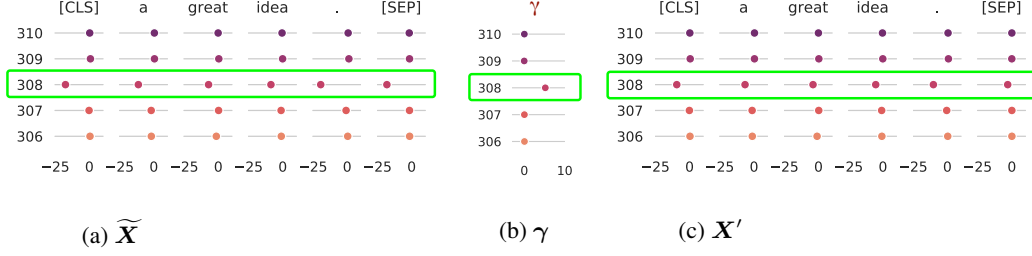 [CLS] a great idea . [SEP] γ [CLS] a great idea . [SEP]
310 310 310
309 309 309
308 308 308
307 307 307
306 306 306
−25 0 −25 0 −25 0 −25 0 −25 0 −25 0 0 10 −25 0 −25 0 −25 0 −25 0 −25 0 −25 0
(a) X̃ (b) γ (c) X′